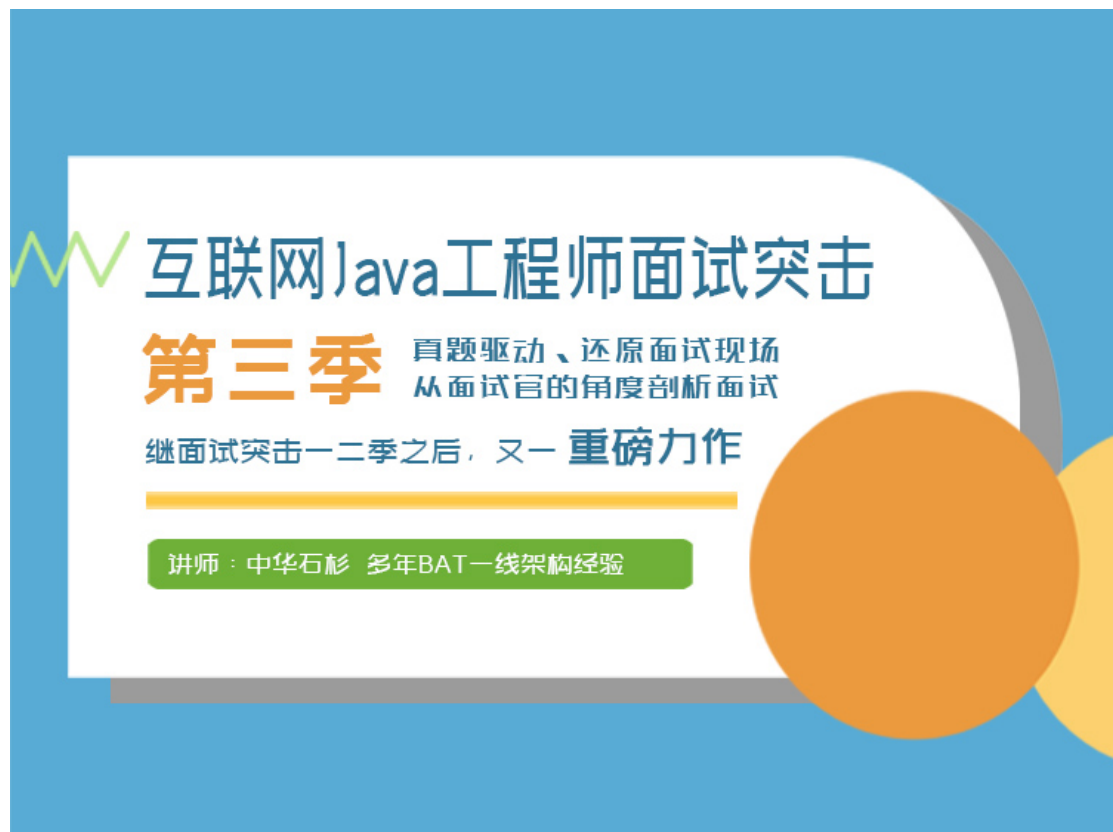 互联网Java工程师面试突击
第三季
真题驱动、还原面试现场
从面试官的角度剖析面试
继面试突击一二季之后，又一 重磅力作
讲师：中华石杉 多年BAT一线架构经验